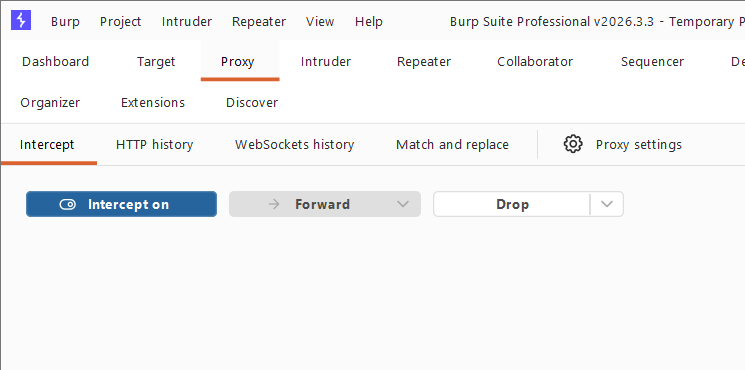 Burp Project Intruder Repeater View Help Burp Suite Professional v2026.3.3 - Temporary P
Dashboard Target Proxy Intruder Repeater Collaborator Sequencer De
Organizer Extensions Discover
Intercept HTTP history WebSockets history Match and replace Proxy settings
Intercept on Forward Drop